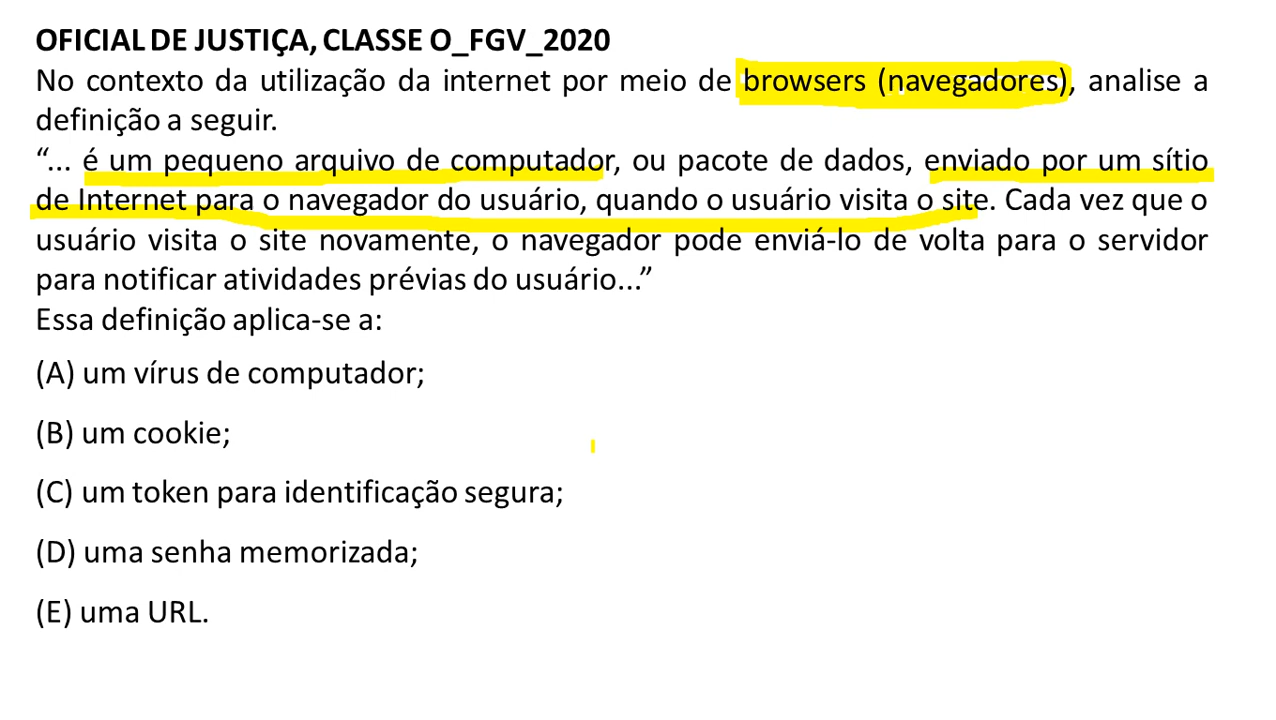 OFICIAL DE JUSTIÇA, CLASSE O_FGV_2020
No contexto da utilização da internet por meio de browsers (navegadores), analise a
definição a seguir.
“... é um pequeno arquivo de computador, ou pacote de dados, enviado por um sítio
de Internet para o navegador do usuário, quando o usuário visita o site. Cada vez que o
usuário visita o site novamente, o navegador pode enviá-lo de volta para o servidor
para notificar atividades prévias do usuário...”
Essa definição aplica-se a:
(A) um vírus de computador;
(B) um cookie;
(C) um token para identificação segura;
(D) uma senha memorizada;
(E) uma URL.